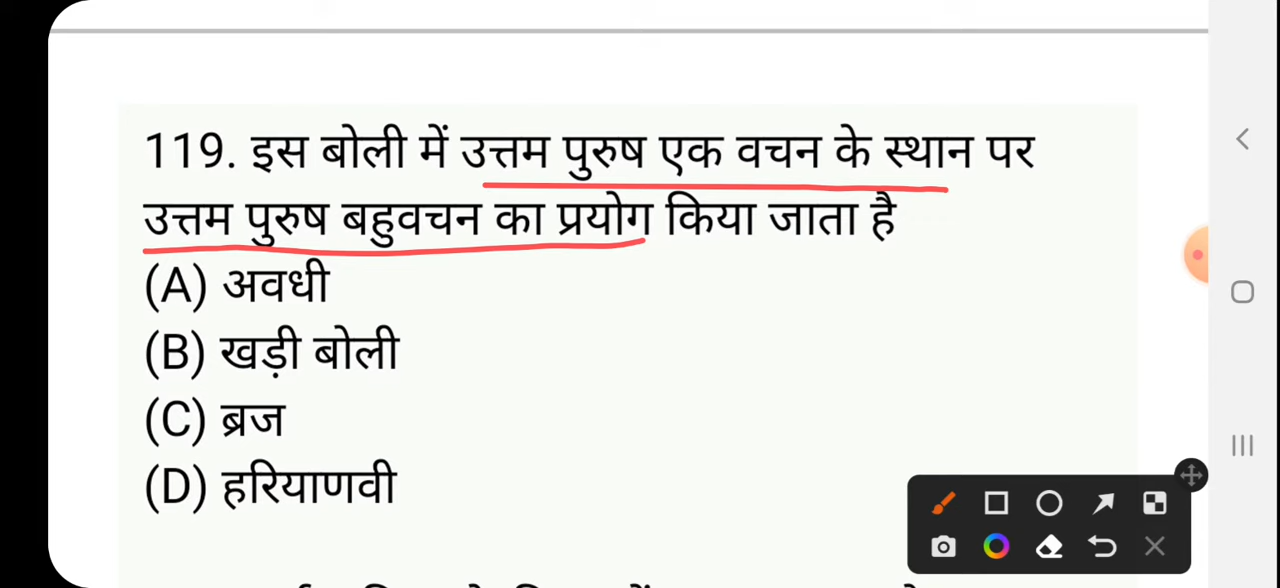 119. इस बोली में उत्तम पुरुष एक वचन के स्थान पर
उत्तम पुरुष बहुवचन का प्रयोग किया जाता है
(A) अवधी
(B) खड़ी बोली
(C) ब्रज
(D) हरियाणवी